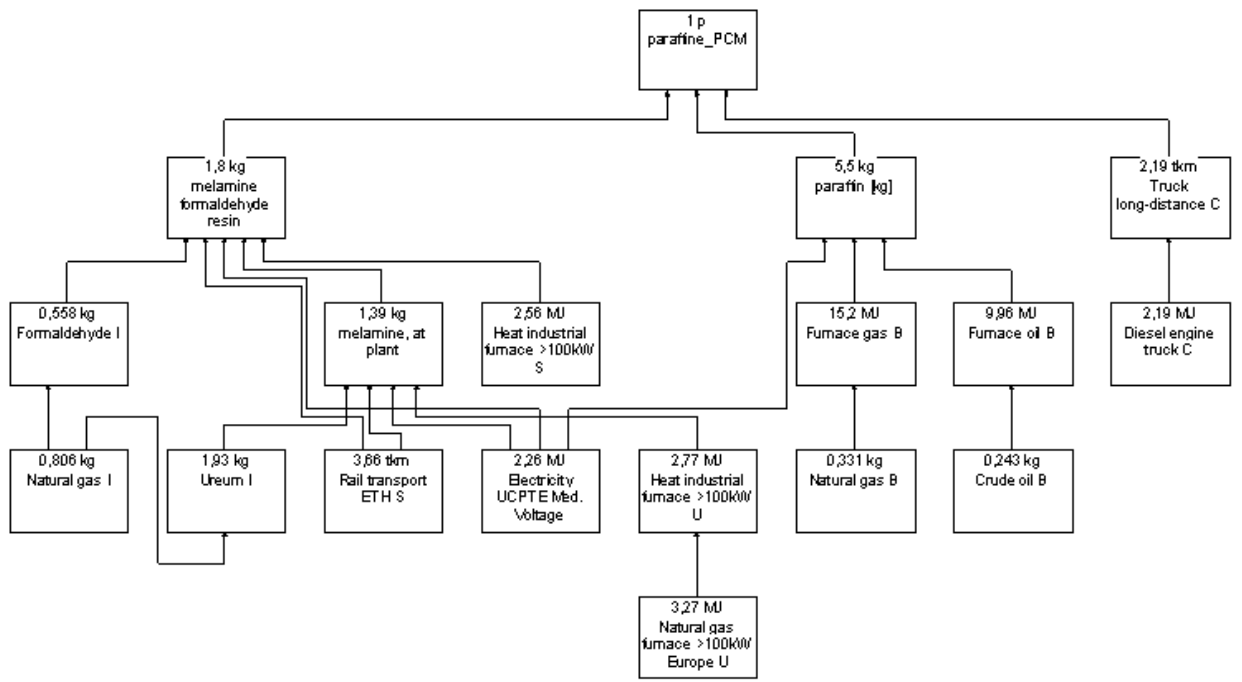 1 p
paraffine_PCM
1,8 kg
melamine
formaldehyde
resin
5,5 kg
paraffin [kg]
2,19 tkm
Truck
long-distance C
0,558 kg
Formaldehyde I
1,39 kg
melamine, at
plant
2,56 MJ
Heat industrial
furnace >100kW
S
15,2 MJ
Furnace gas B
9,96 MJ
Furnace oil B
2,19 MJ
Diesel engine
truck C
0,806 kg
Natural gas I
1,93 kg
Ureum I
3,66 tkm
Rail transport
ETH S
2,26 MJ
Electricity
UCPTE Med.
Voltage
2,77 MJ
Heat industrial
furnace >100kW
U
0,331 kg
Natural gas B
0,243 kg
Crude oil B
3,27 MJ
Natural gas
furnace >100kW
Europe U